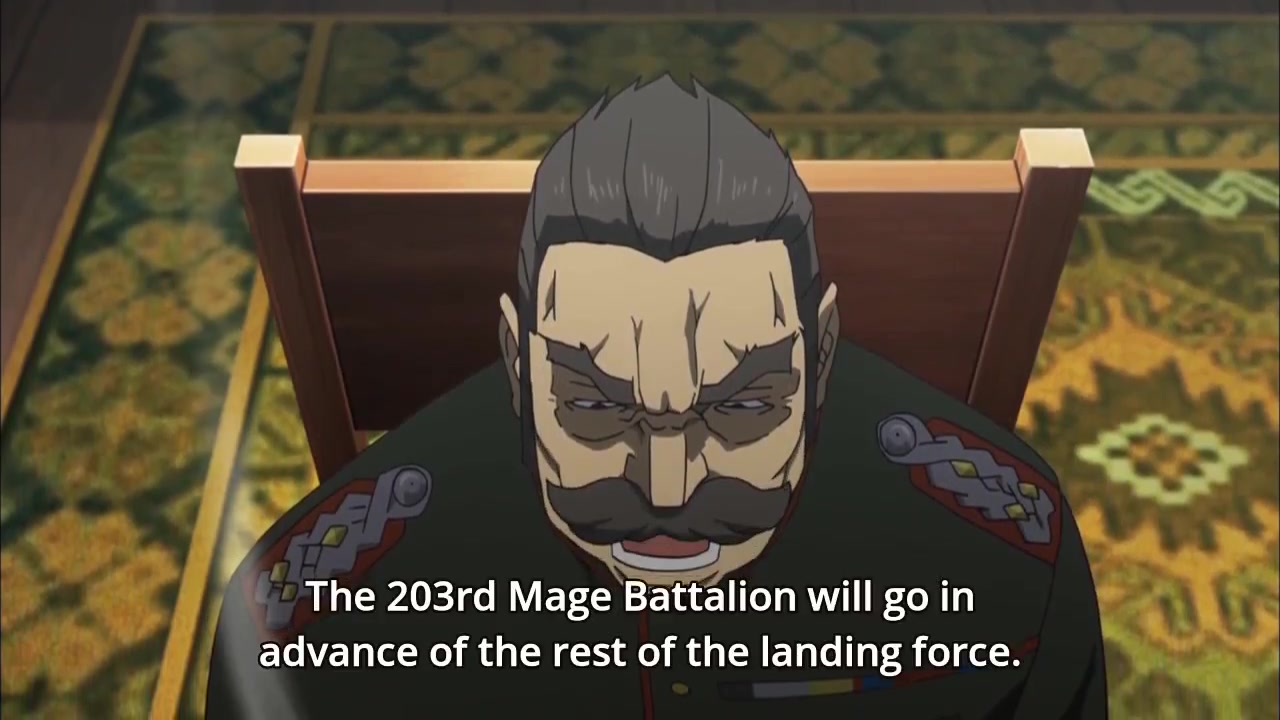 The 203rd Mage Battalion will go in
advance of the rest of the landing force.